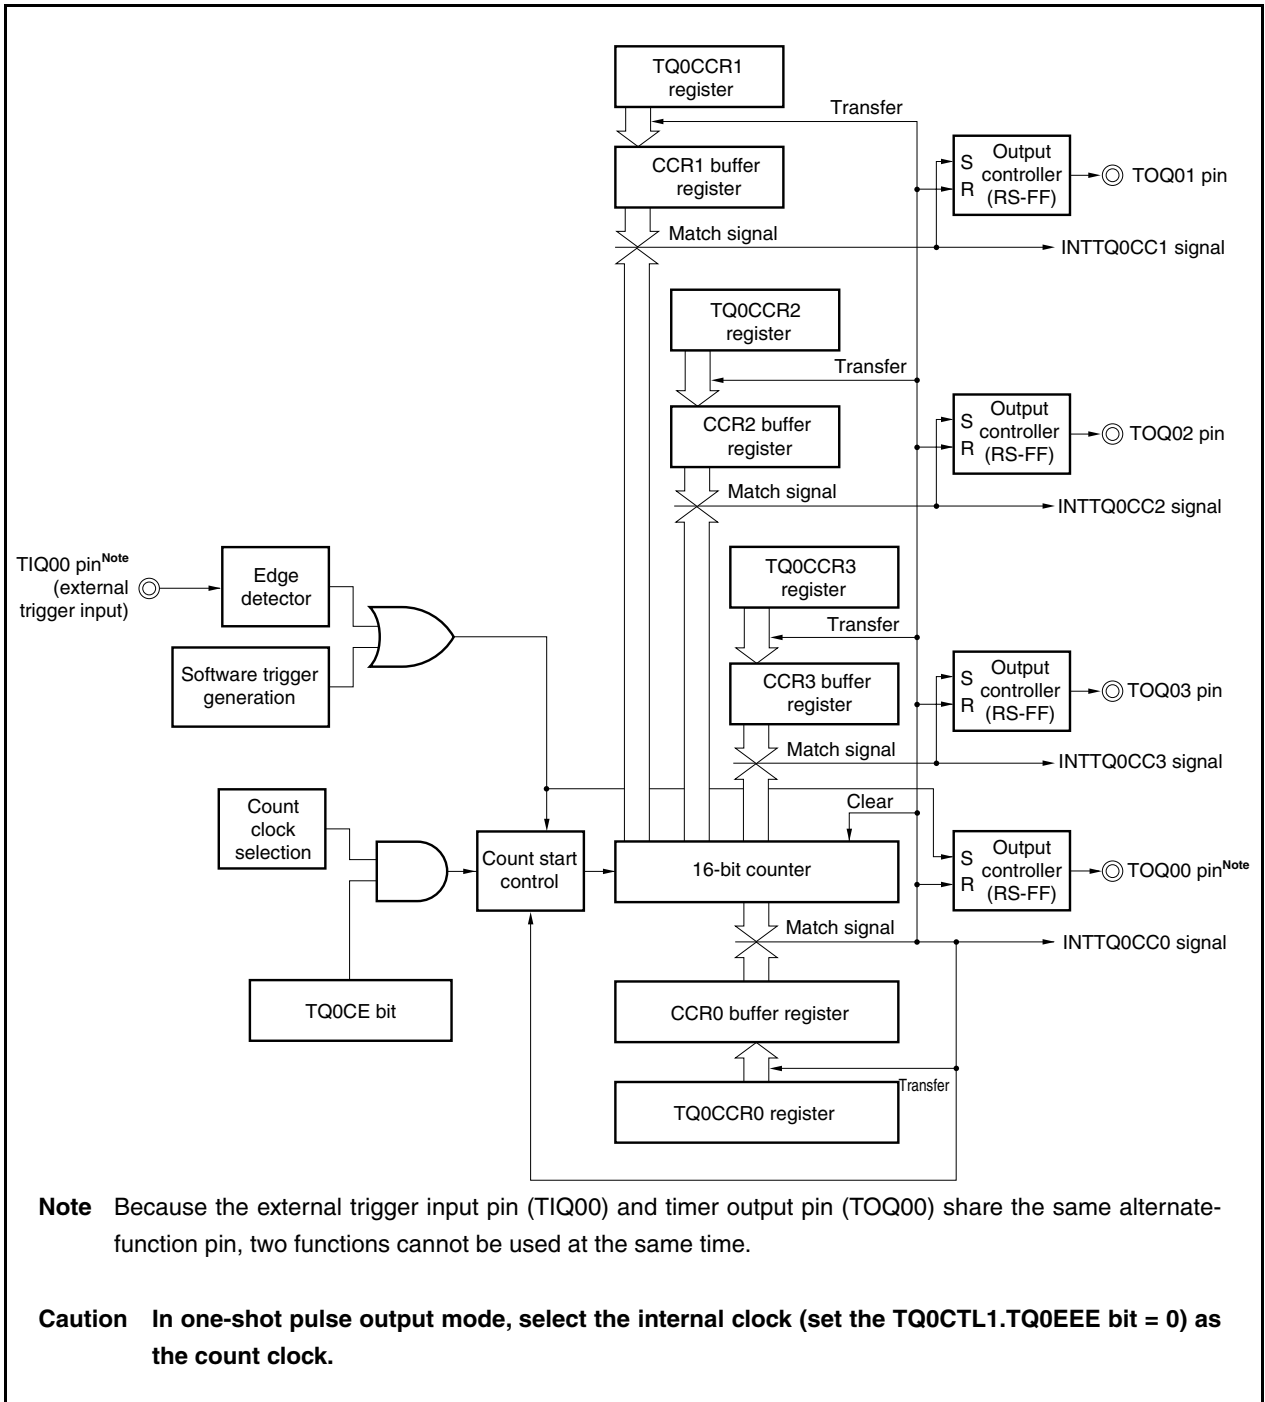 TQ0CCR1
register
Transfer
CCR1 buffer
register
S
R
Output
controller
(RS-FF)
TOQ01 pin
Match signal
INTTQ0CC1 signal
TQ0CCR2
register
Transfer
CCR2 buffer
register
S
R
Output
controller
(RS-FF)
TOQ02 pin
Match signal
INTTQ0CC2 signal
TIQ00 pinNote
(external
trigger input)
Edge
detector
Software trigger
generation
TQ0CCR3
register
Transfer
CCR3 buffer
register
S
R
Output
controller
(RS-FF)
TOQ03 pin
Match signal
INTTQ0CC3 signal
Clear
Count
clock
selection
Count start
control
16-bit counter
S
R
Output
controller
(RS-FF)
TOQ00 pinNote
Match signal
INTTQ0CC0 signal
TQ0CE bit
CCR0 buffer register
Transfer
TQ0CCR0 register
Note Because the external trigger input pin (TIQ00) and timer output pin (TOQ00) share the same alternate-
function pin, two functions cannot be used at the same time.
Caution In one-shot pulse output mode, select the internal clock (set the TQ0CTL1.TQ0EEE bit = 0) as
the count clock.